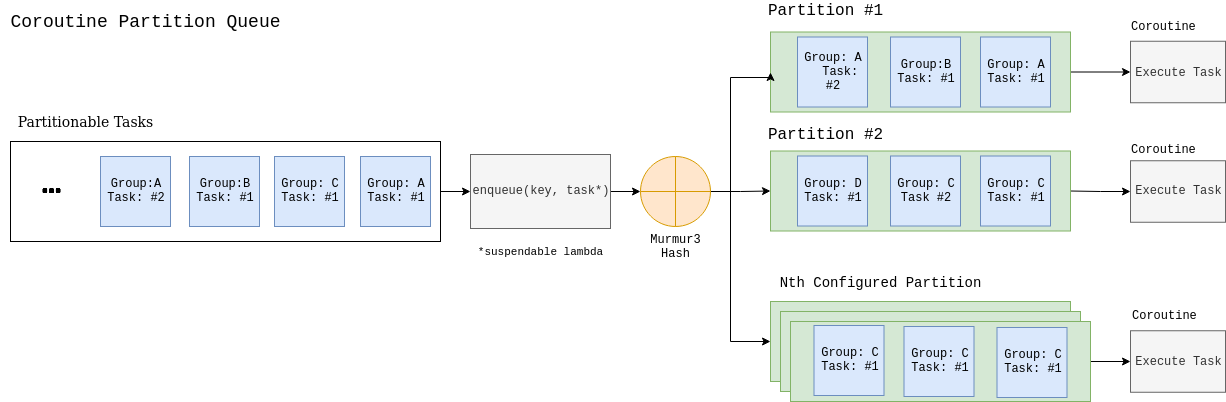 Coroutine Partition Queue
Partitionable Tasks
...
Group:A
Task: #2
Group:B
Task: #1
Group: C
Task: #1
Group: A
Task: #1
enqueue(key, task*)
*suspendable lambda
Murmur3
Hash
Partition #1
Group: A
Task:
#2
Group:B
Task: #1
Group: A
Task: #1
Coroutine
Execute Task
Partition #2
Group: D
Task: #1
Group: C
Task #2
Group: C
Task: #1
Coroutine
Execute Task
Nth Configured Partition
Group: C
Task: #1
Group: C
Task: #1
Group: C
Task: #1
Coroutine
Execute Task